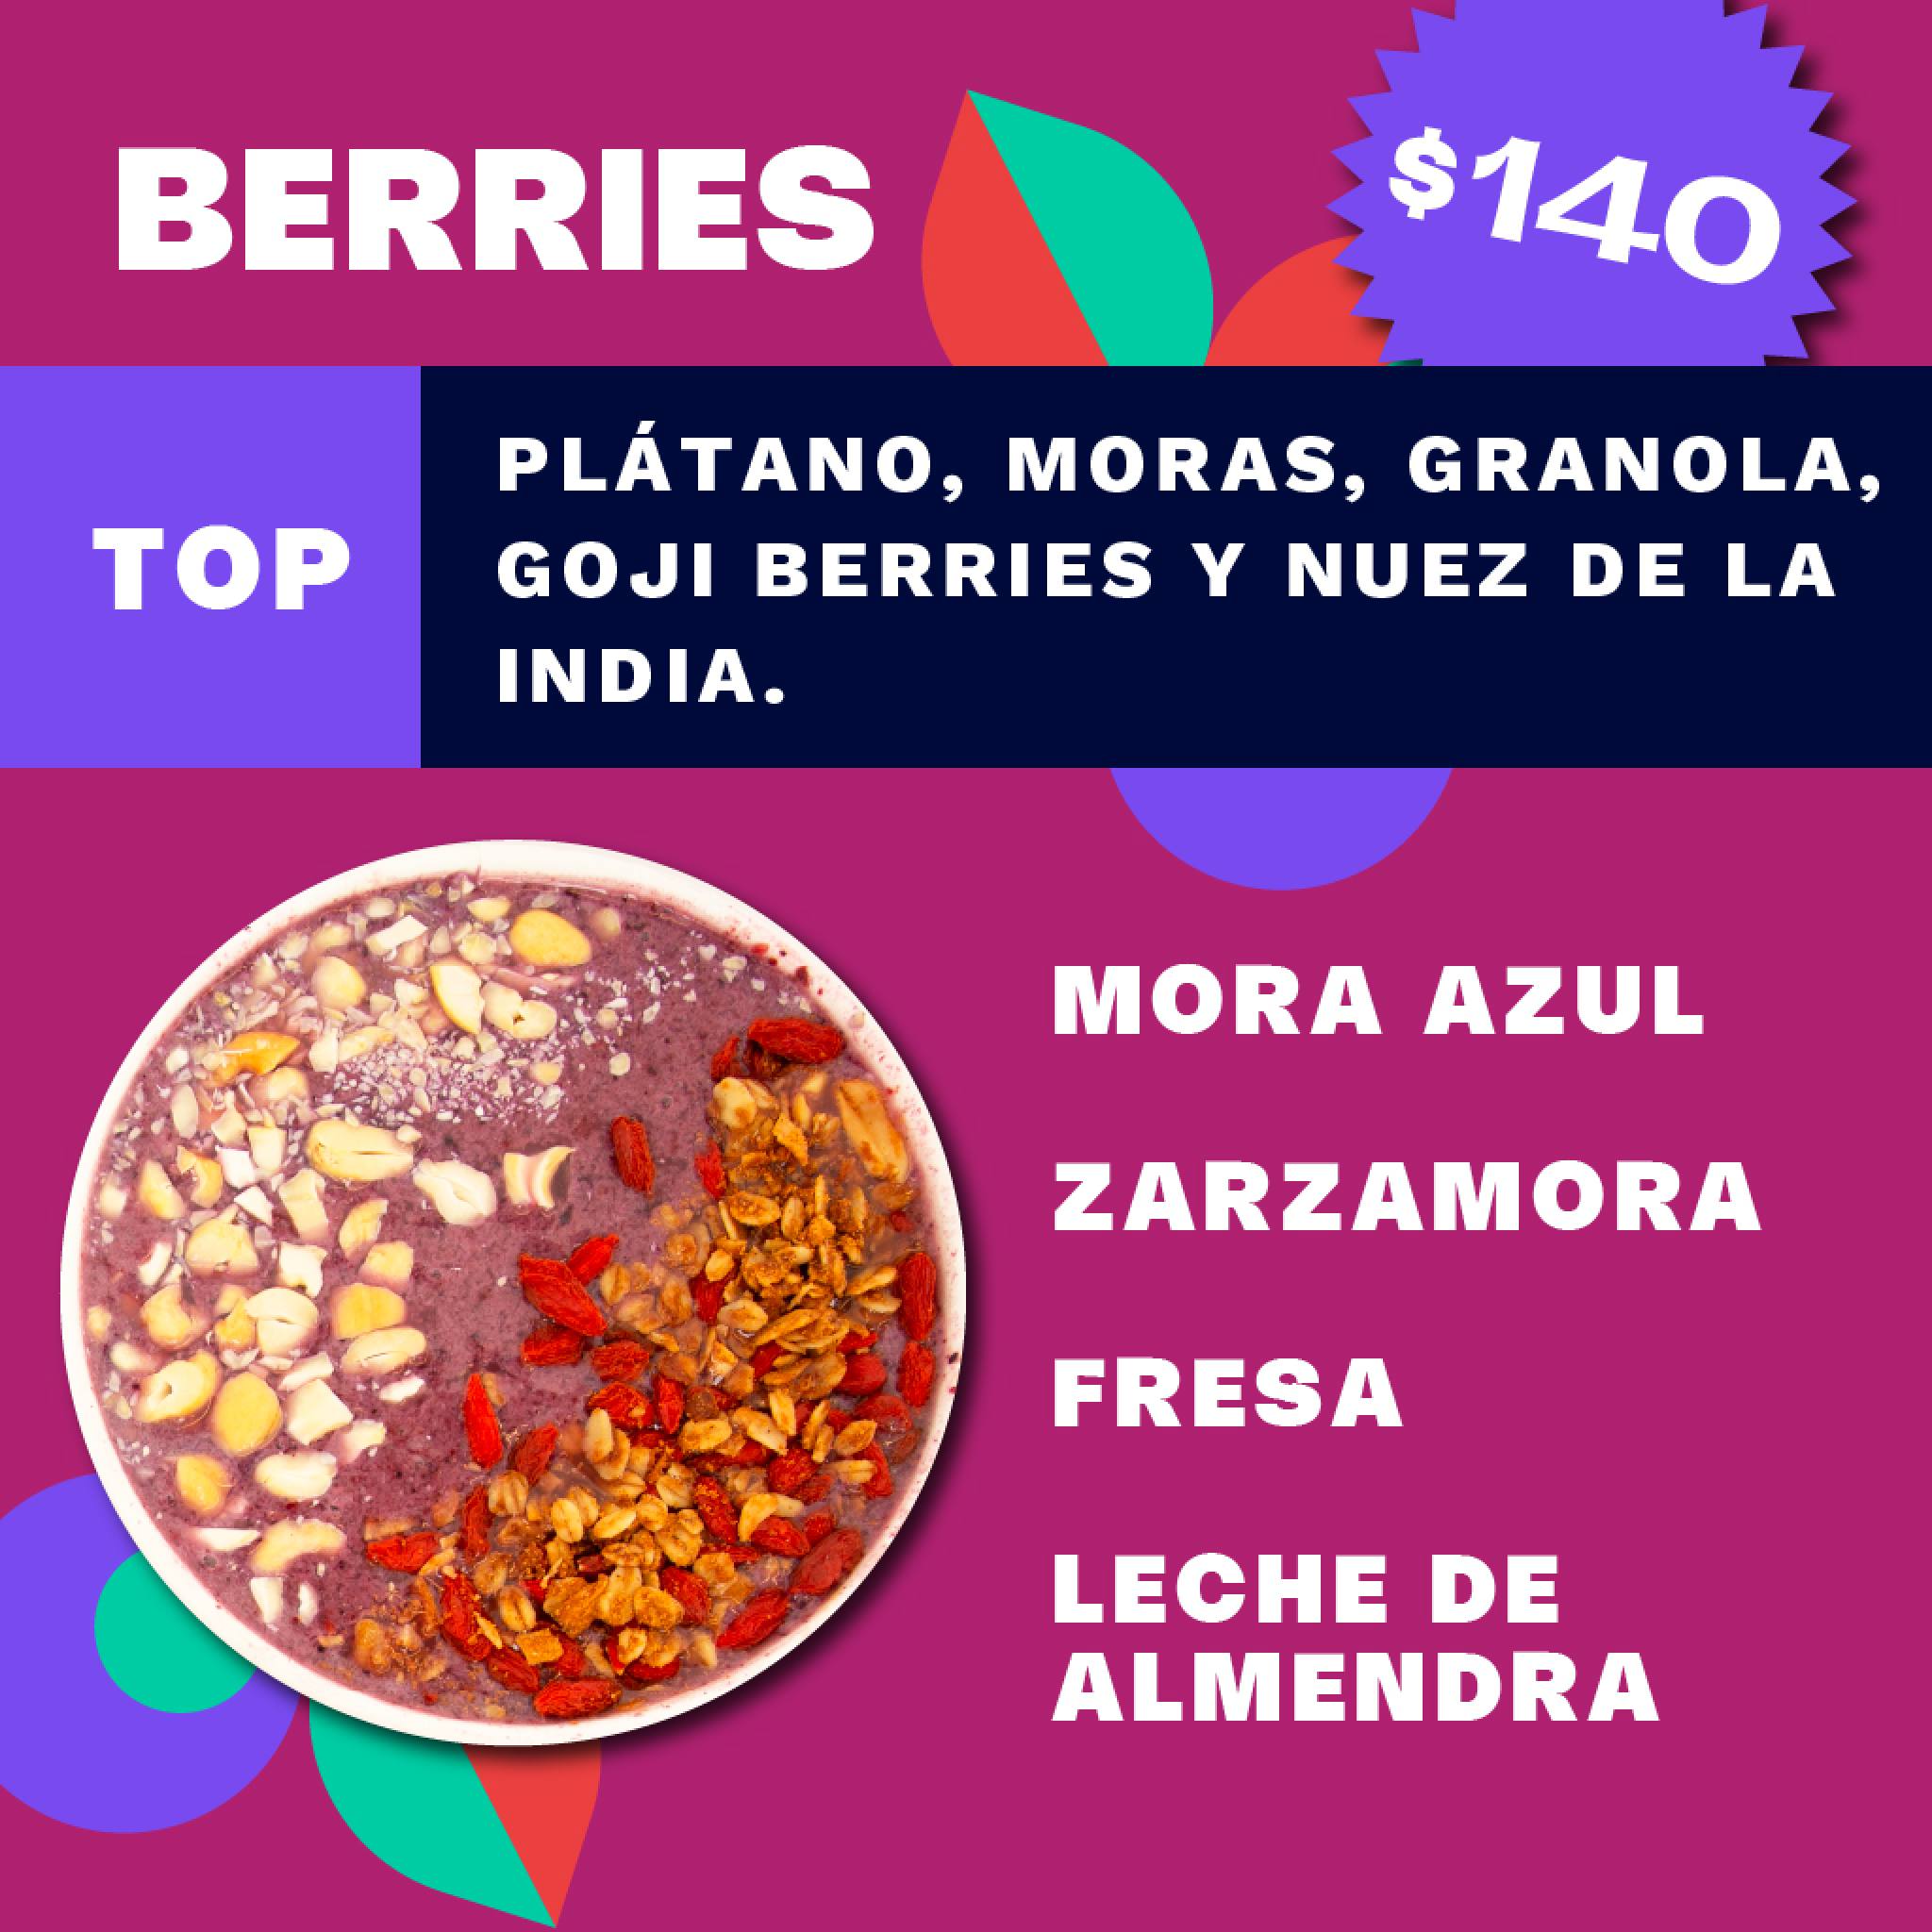 BERRIES
$140
TOP
PLÁTANO, MORAS, GRANOLA,
GOJI BERRIES Y NUEZ DE LA
INDIA.
MORA AZUL
ZARZAMORA
FRESA
LECHE DE
ALMENDRA